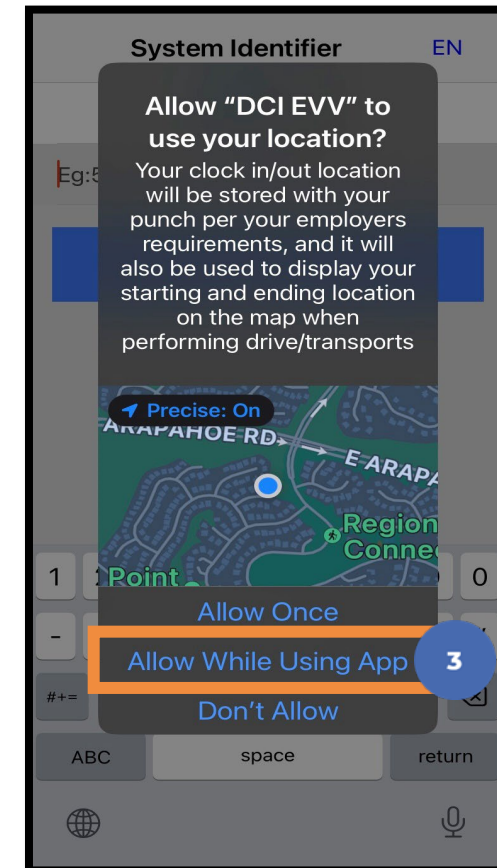 System Identifier EN
Allow “DCI EVV” to
use your location?
Your clock in/out location
will be stored with your
punch per your employers
requirements, and it will
also be used to display your
starting and ending location
on the map when
performing drive/transports
Eg:5
Precise: On
ARAPAHOE RD
E ARAPA
Region
Conne
Point
1 0
Allow Once
-
Allow While Using App 3
#+=
Don’t Allow
ABC space return